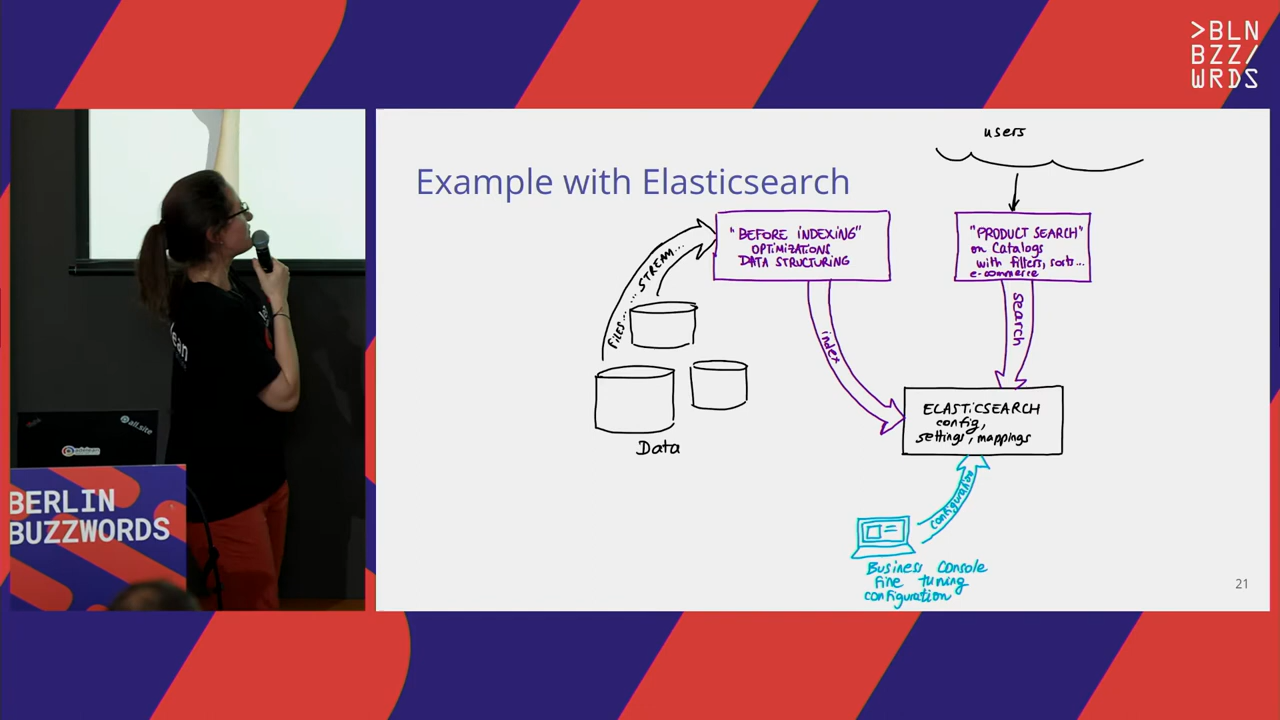 >BLN
BZZ/
WRDS
Example with Elasticsearch
users
"BEFORE INDEXING"
OPTIMIZATIONS
DATA STRUCTURING
"PRODUCT SEARCH"
on Catalogs
with filters, sorts...
e-commerce
FILES... ...STREAM...
index
search
ELASTICSEARCH
config,
settings, mappings
Data
configuration
Business Console
Fine tuning
configuration
21
all.site
BERLIN
BUZZWORDS